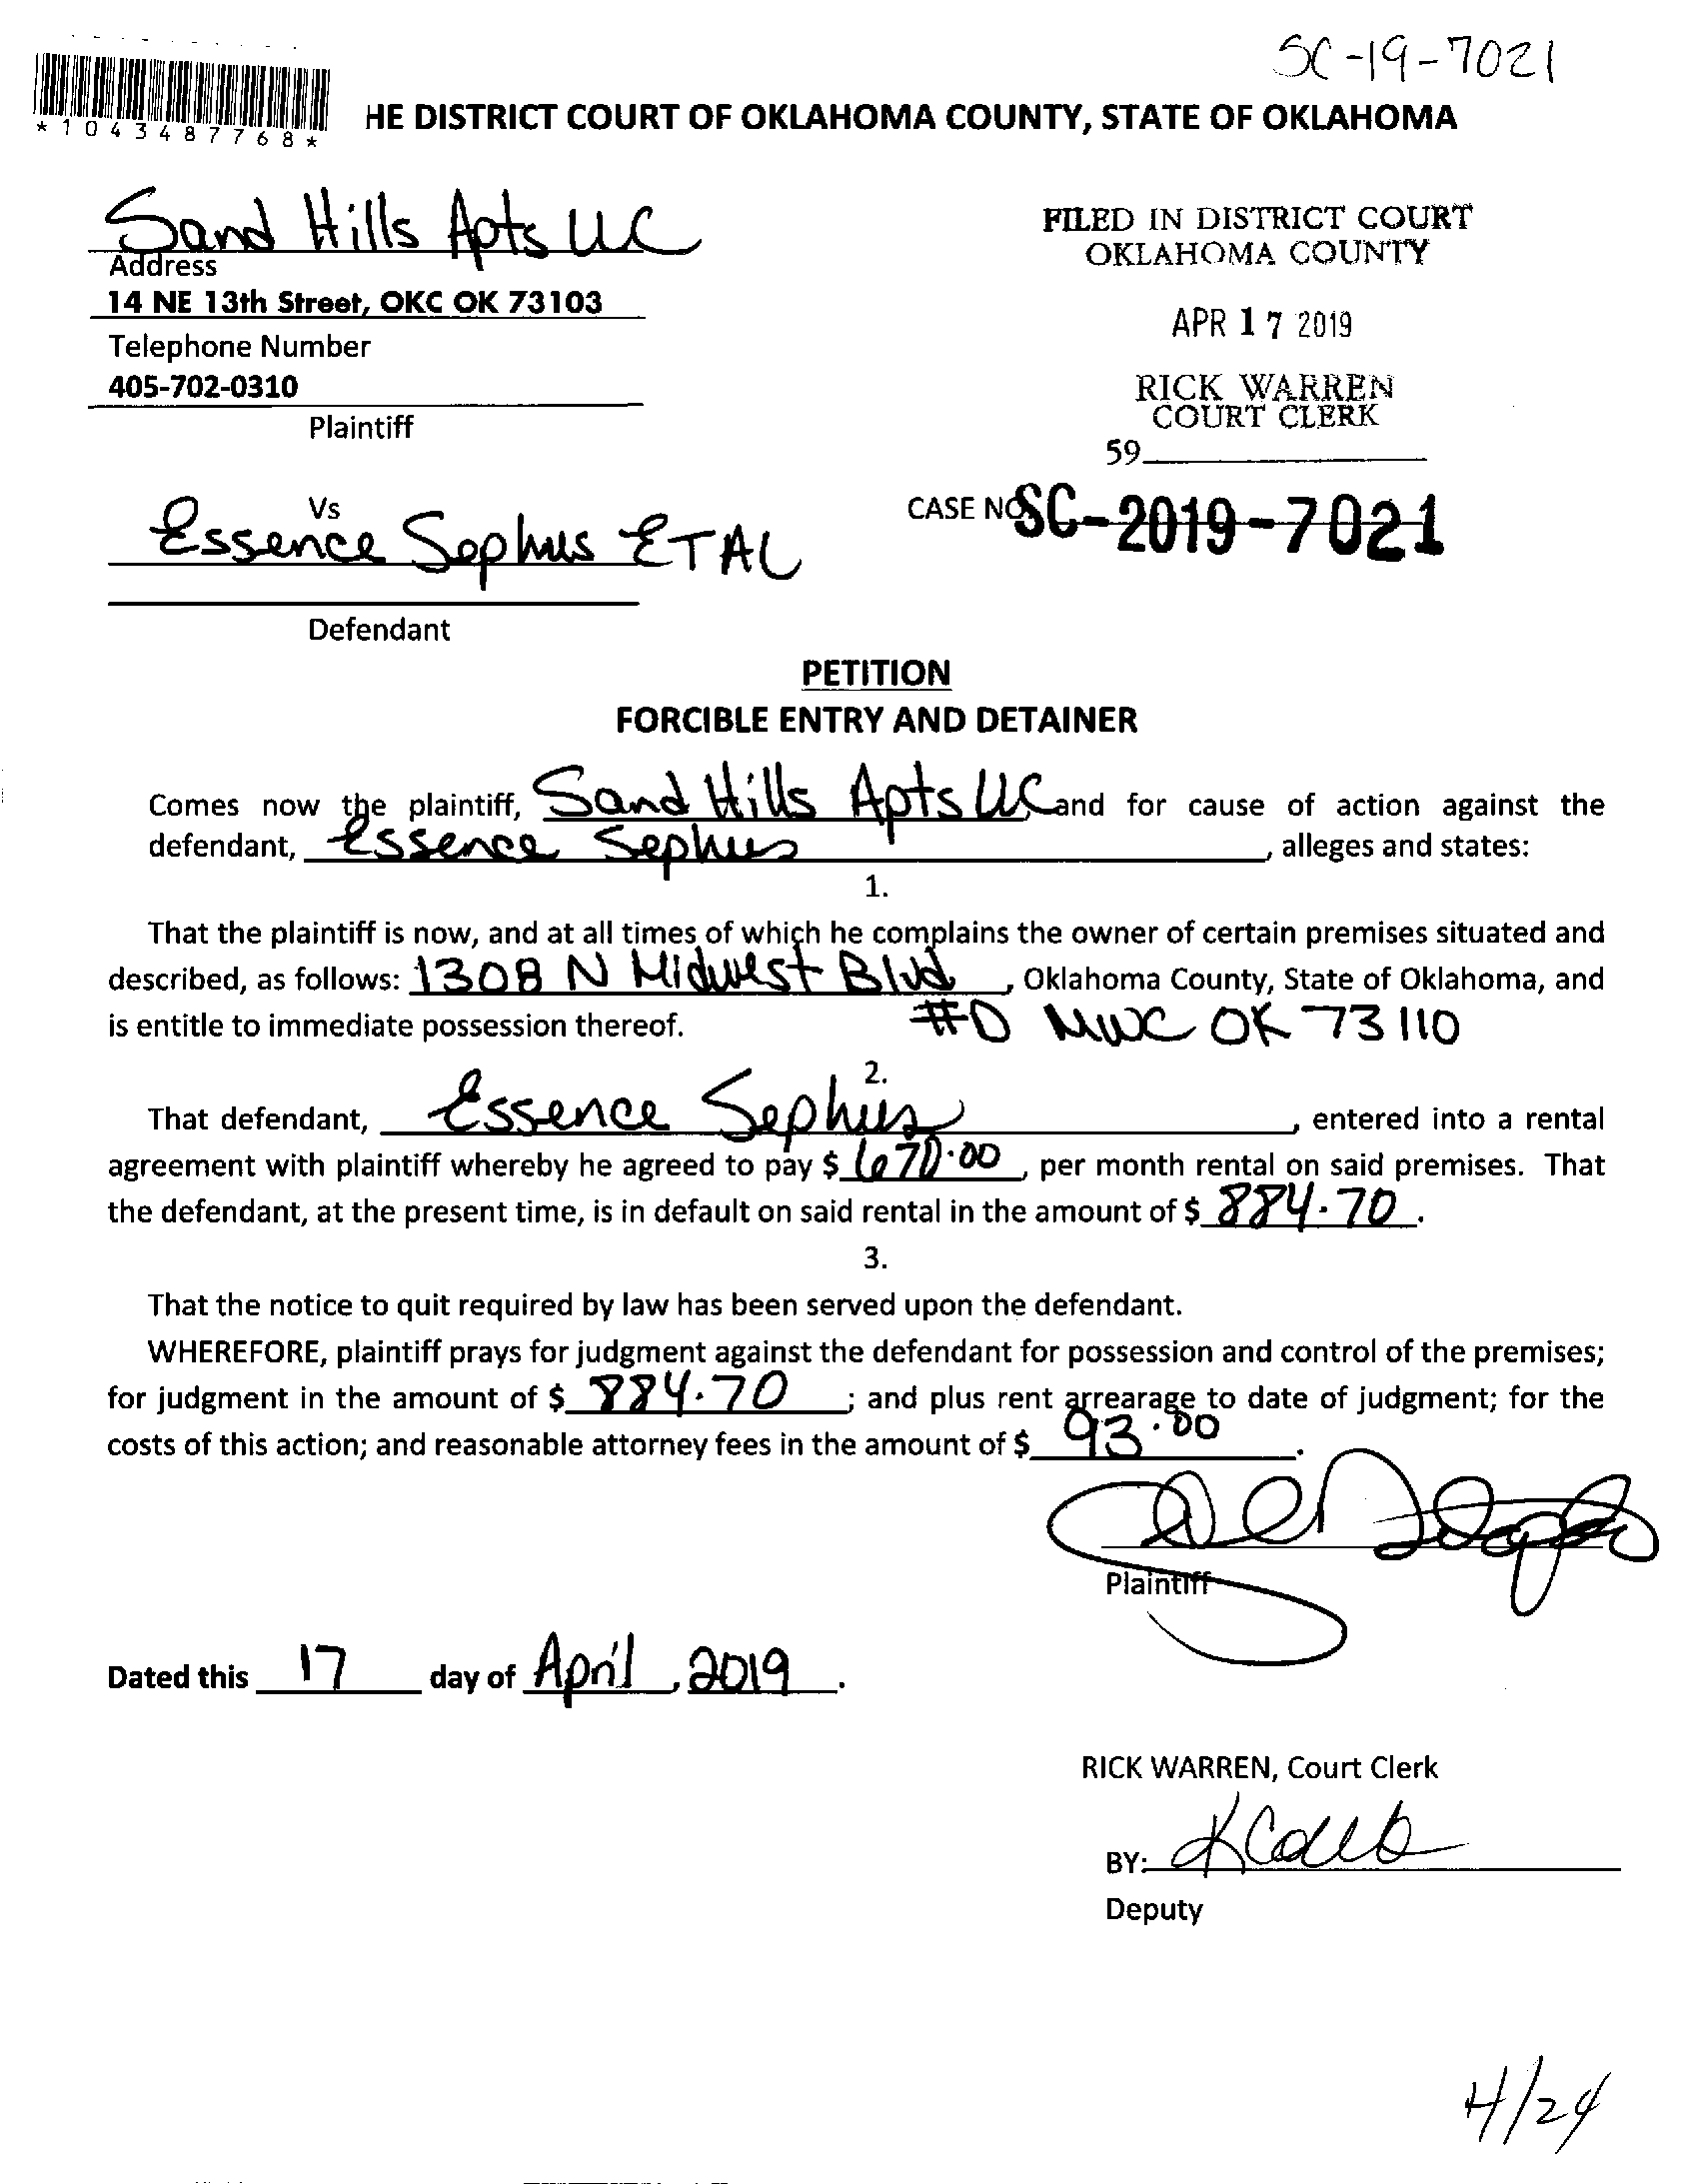 SC-19-7021
*1043487768*
HE DISTRICT COURT OF OKLAHOMA COUNTY, STATE OF OKLAHOMA
Sand Hills Apts LLC
Address
14 NE 13th Street, OKC OK 73103
Telephone Number
405-702-0310
Plaintiff
FILED IN DISTRICT COURT
OKLAHOMA COUNTY
APR 17 2019
RICK WARREN
COURT CLERK
59
Vs
Essence Sephus ETAL
Defendant
CASE NO SC-2019-7021
PETITION
FORCIBLE ENTRY AND DETAINER
Comes now the plaintiff, Sand Hills Apts LLC and for cause of action against the
defendant, Essence Sephus, alleges and states:
1.
That the plaintiff is now, and at all times of which he complains the owner of certain premises situated and
described, as follows: 1308 N Midwest Blvd, Oklahoma County, State of Oklahoma, and
is entitle to immediate possession thereof. #D MWC OK 73110
2.
That defendant, Essence Sephus, entered into a rental
agreement with plaintiff whereby he agreed to pay $ 670.00, per month rental on said premises. That
the defendant, at the present time, is in default on said rental in the amount of $ 884.70.
3.
That the notice to quit required by law has been served upon the defendant.
WHEREFORE, plaintiff prays for judgment against the defendant for possession and control of the premises;
for judgment in the amount of $ 884.70; and plus rent arrearage to date of judgment; for the
costs of this action; and reasonable attorney fees in the amount of $ 93.00.
Plaintiff
Dated this 17 day of April, 2019.
RICK WARREN, Court Clerk
BY:
Deputy
4/24